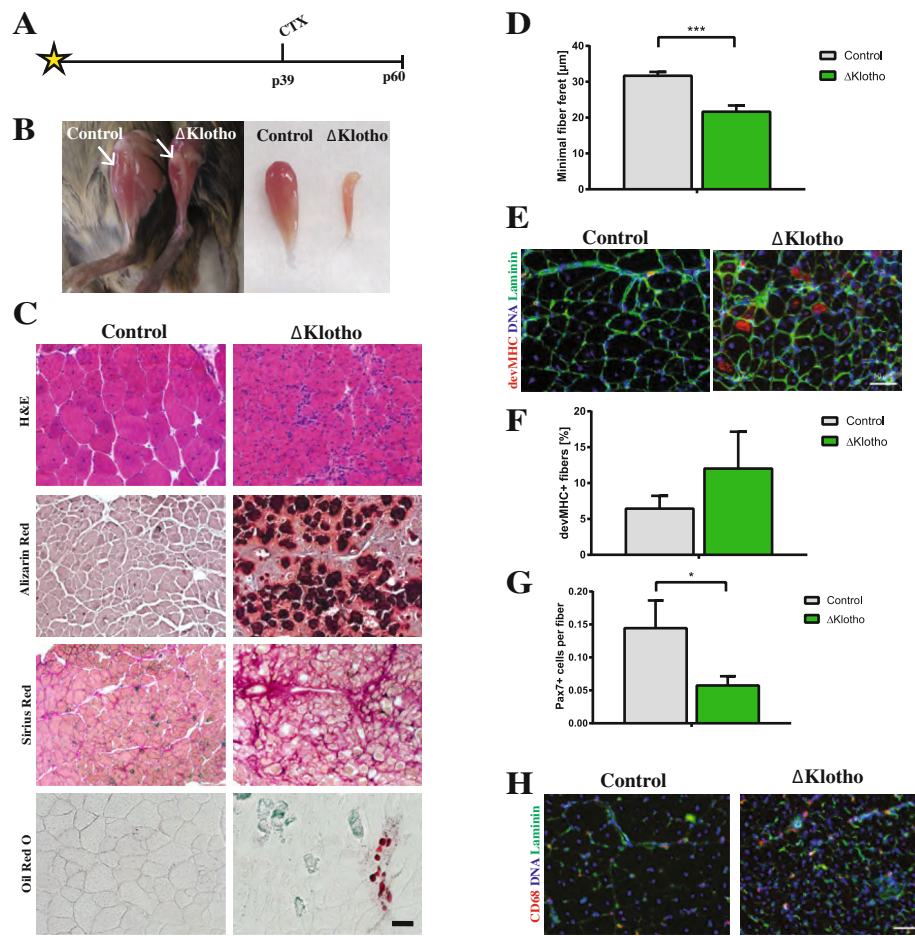 A
CTX
p39
p60
B
Control
ΔKlotho
Control
ΔKlotho
C
Control
ΔKlotho
H&E
Alizarin Red
Sirius Red
Oil Red O
D
Minimal fiber feret [µm]
40
30
20
10
0
***
Control
ΔKlotho
E
Control
ΔKlotho
devMHC DNA Laminin
F
devMHC+ fibers [%]
20
15
10
5
0
Control
ΔKlotho
G
Pax7+ cells per fiber
0.20
0.15
0.10
0.05
0.00
*
Control
ΔKlotho
H
Control
ΔKlotho
CD68 DNA Laminin